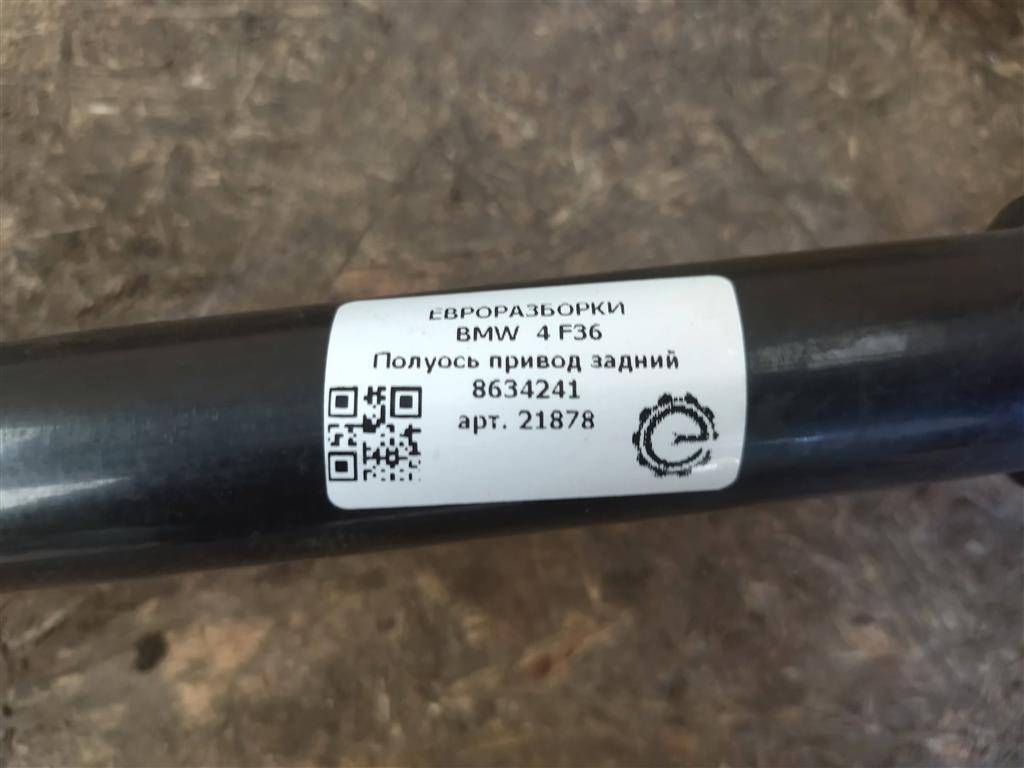 ЕВРОРАЗБОРКИ
BMW 4 F36
Полуось привод задний
8634241
арт. 21878